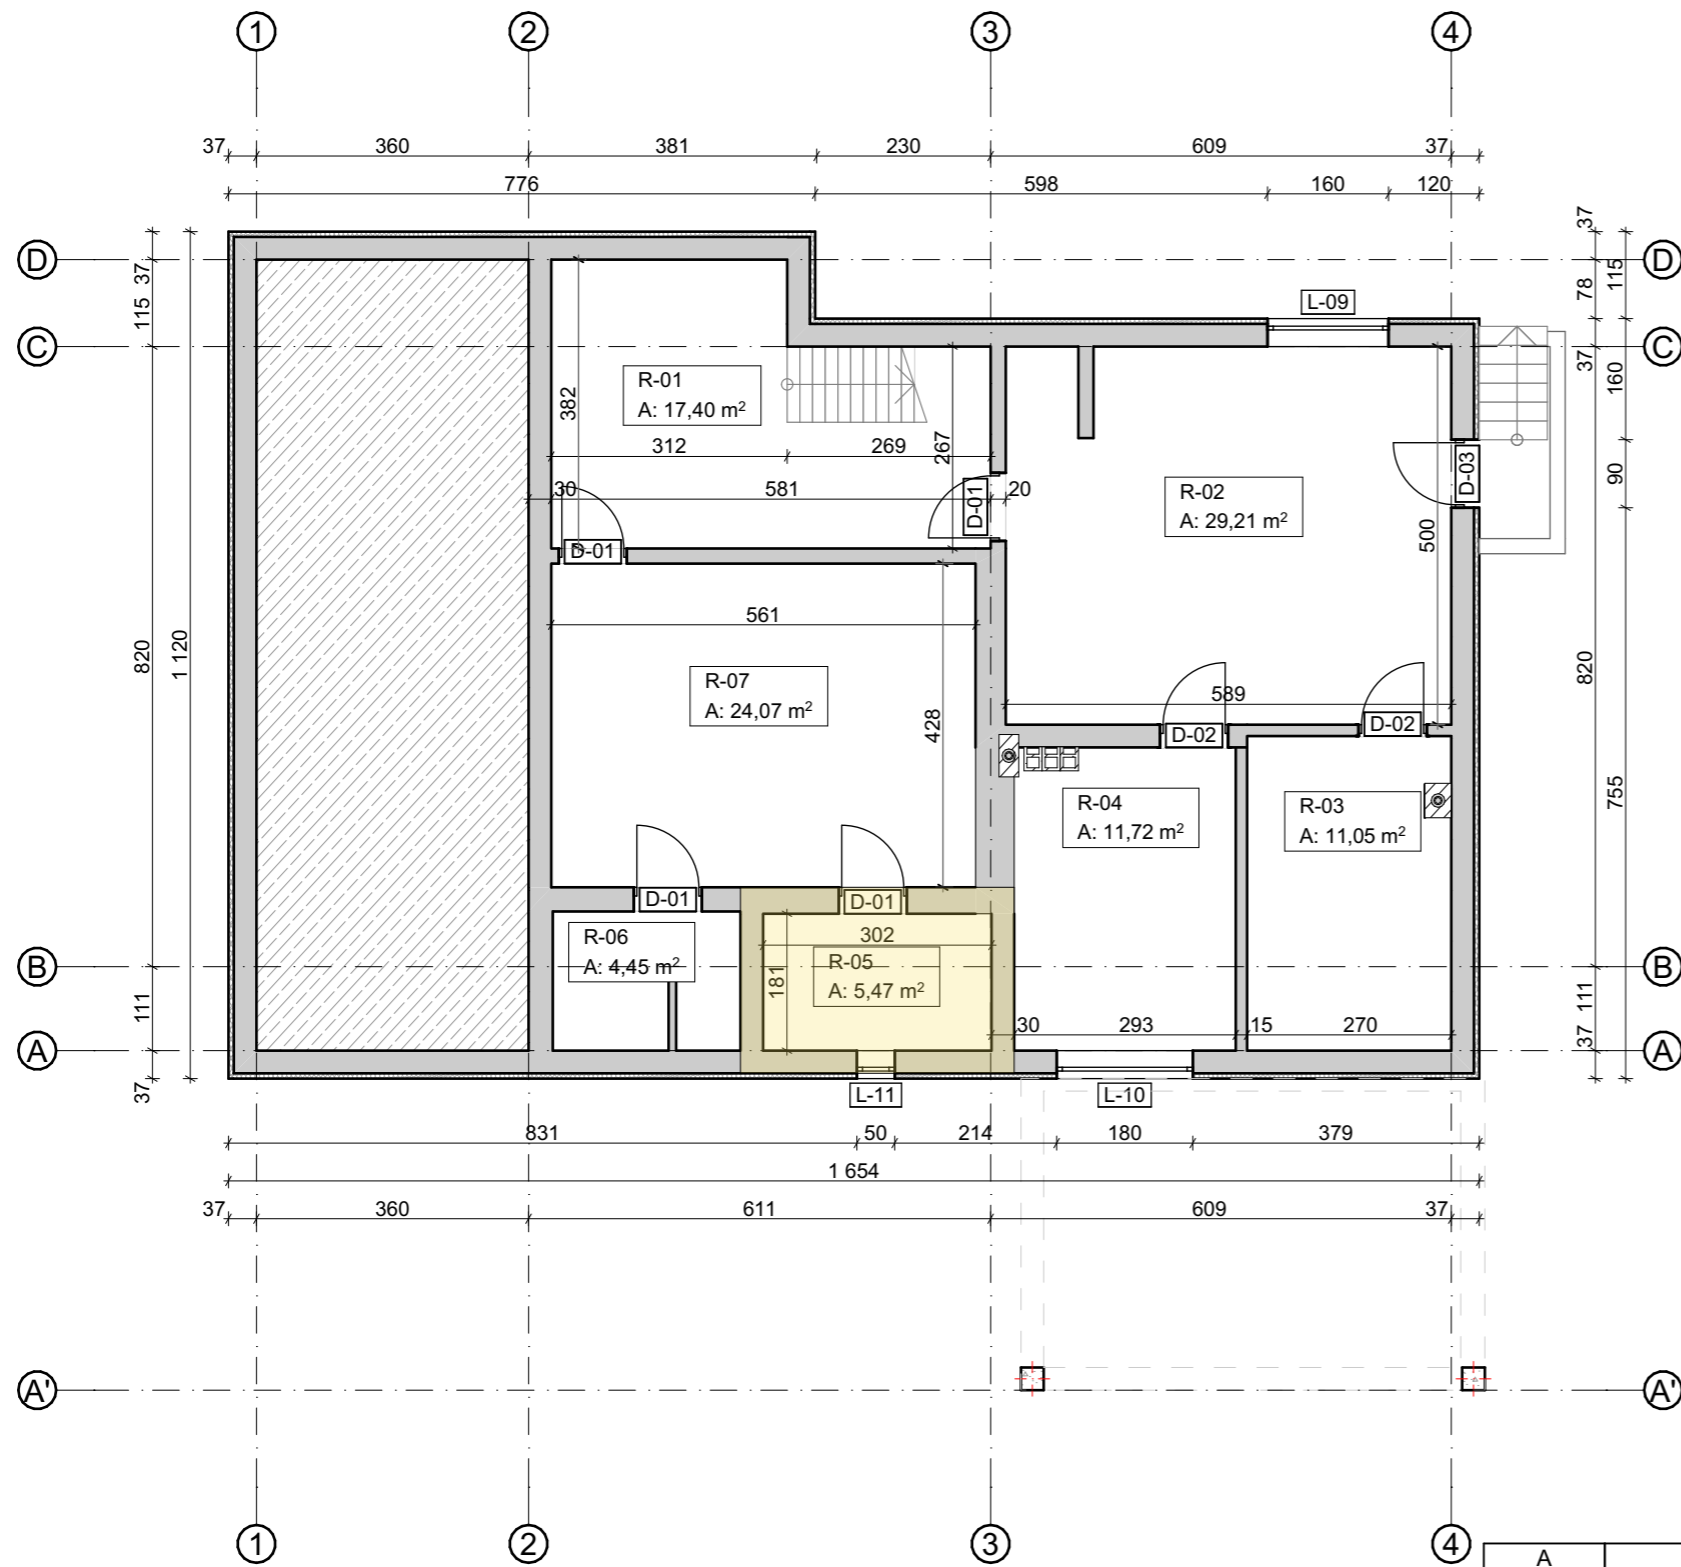 1 2 3 4
37 360 381 230 609 37
776 598 160 120
D 37 37 D
115 78 115
L-09
C C
37 160
R-01
A: 17,40 m²
382
312 269 267
30 581 D-01 20
R-02
A: 29,21 m²
D-03
90
500
D-01
561
820 1 120 820
R-07
A: 24,07 m²
428
589
D-02 D-02
755
R-04
A: 11,72 m²
R-03
A: 11,05 m²
D-01 D-01
R-06
A: 4,45 m²
302
R-05
A: 5,47 m²
181
B B
111 111
30 293 15 270
37
A A
37
L-11 L-10
831 50 214 180 379
1 654
37 360 611 609 37
A' A'
1 2 3 4
A